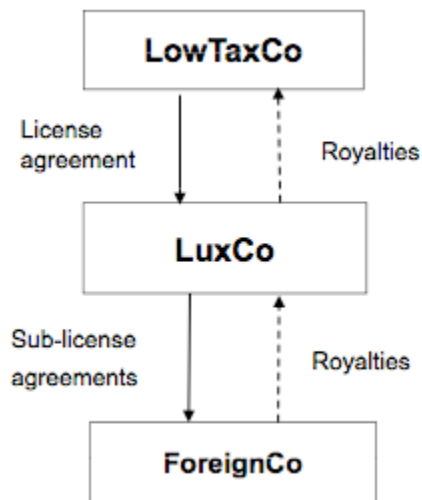 LowTaxCo
License
agreement
Royalties
LuxCo
Sub-license
agreements
Royalties
ForeignCo